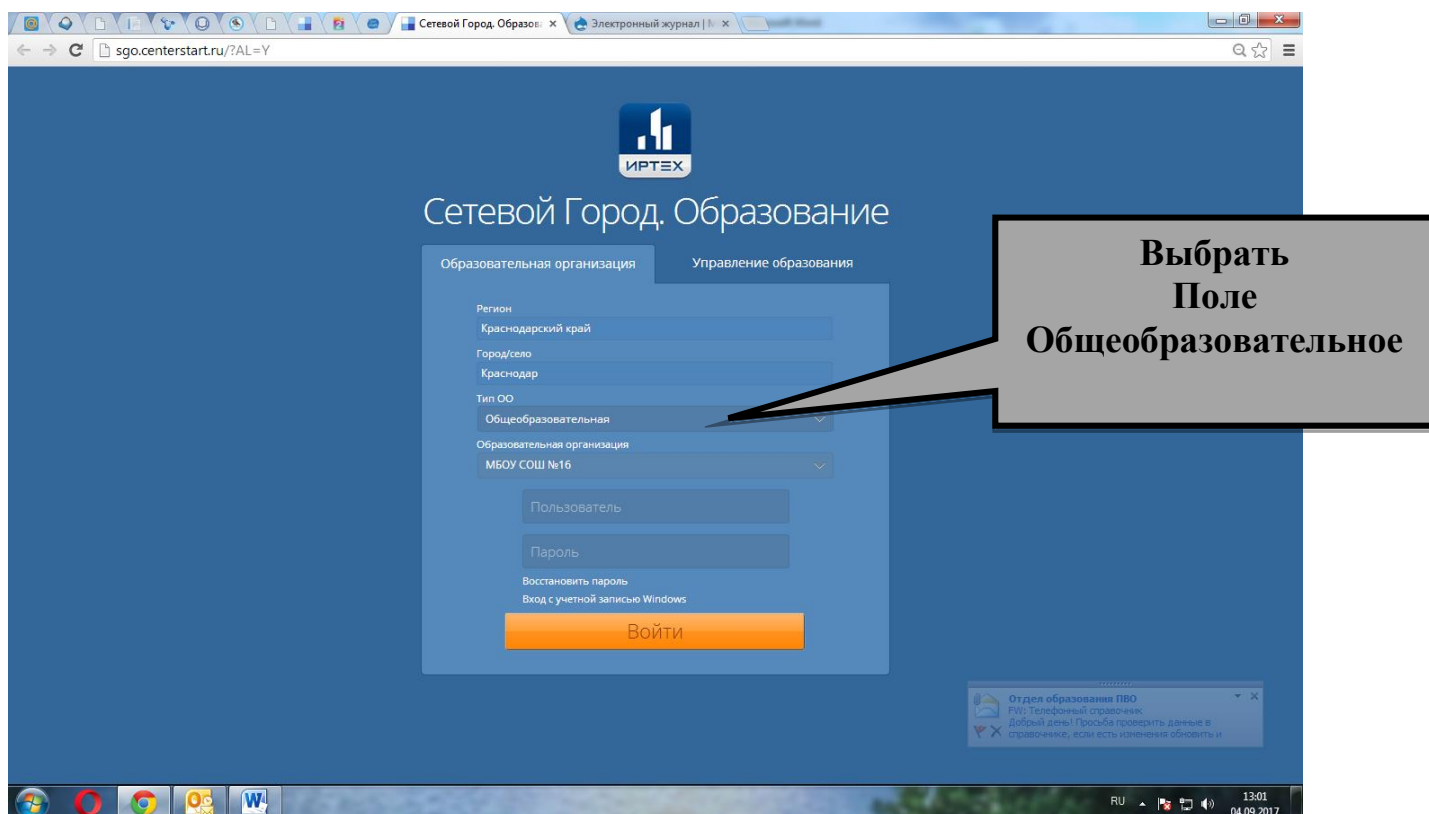 Сетевой Город. Образов
Электронный журнал |
sgo.centerstart.ru/?AL=Y
ИРТЕХ
Сетевой Город. Образование
Образовательная организация
Управление образования
Регион
Краснодарский край
Город/село
Краснодар
Тип ОО
Общеобразовательная
Образовательная организация
МБОУ СОШ №16
Пользователь
Пароль
Восстановить пароль
Вход с учетной записью Windows
Войти
Выбрать
Поле
Общеобразовательное
Отдел образования ПВО
FW: Телефонный справочник
Добрый день! Просьба проверить данные в
справочнике, если есть изменения обновить и
RU
13:01
04.09.2017